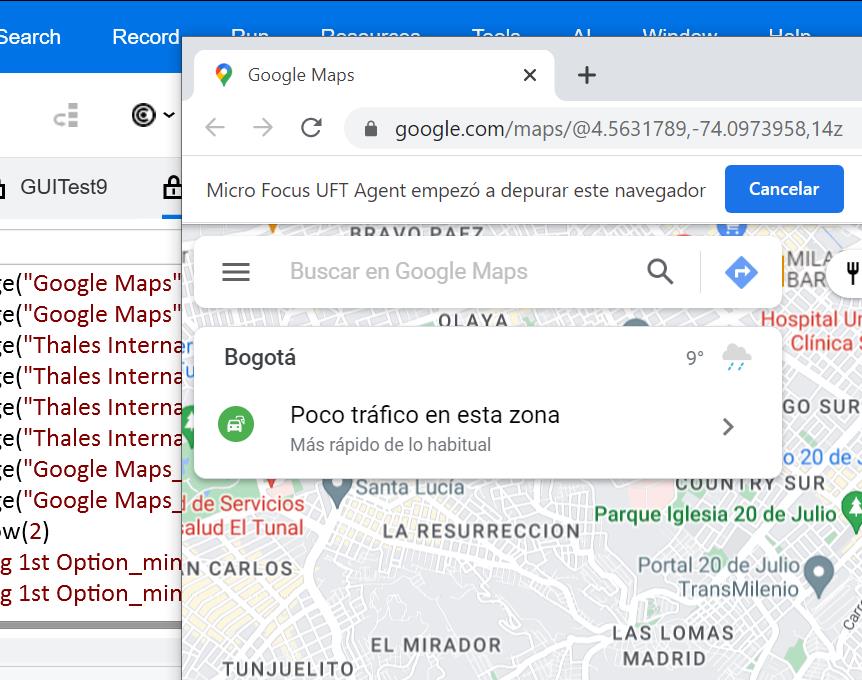 Search Record Run Resources Tools AI Window Help
Google Maps
google.com/maps/@4.5631789,-74.0973958,14z
GUITest9
Micro Focus UFT Agent empezó a depurar este navegador
Cancelar
ge("Google Maps"
ge("Google Maps"
ge("Thales Interna
ge("Thales Interna
ge("Thales Interna
ge("Thales Interna
ge("Google Maps_
ge("Google Maps_
ow(2)
g 1st Option_min
g 1st Option_min
BRAVO PAEZ
Buscar en Google Maps
MILA
BAR
OLAYA
Hospital Un
Clínica S
Bogotá
9°
Poco tráfico en esta zona
Más rápido de lo habitual
GO SUR
o 20 de J
Santa Lucía
COUNTRY SUR
d de Servicios
salud El Tunal
Parque Iglesia 20 de Julio
LA RESURRECCION
AN CARLOS
Portal 20 de Julio
TransMilenio
Carre
EL MIRADOR
LAS LOMAS
MADRID
TUNJUELITO